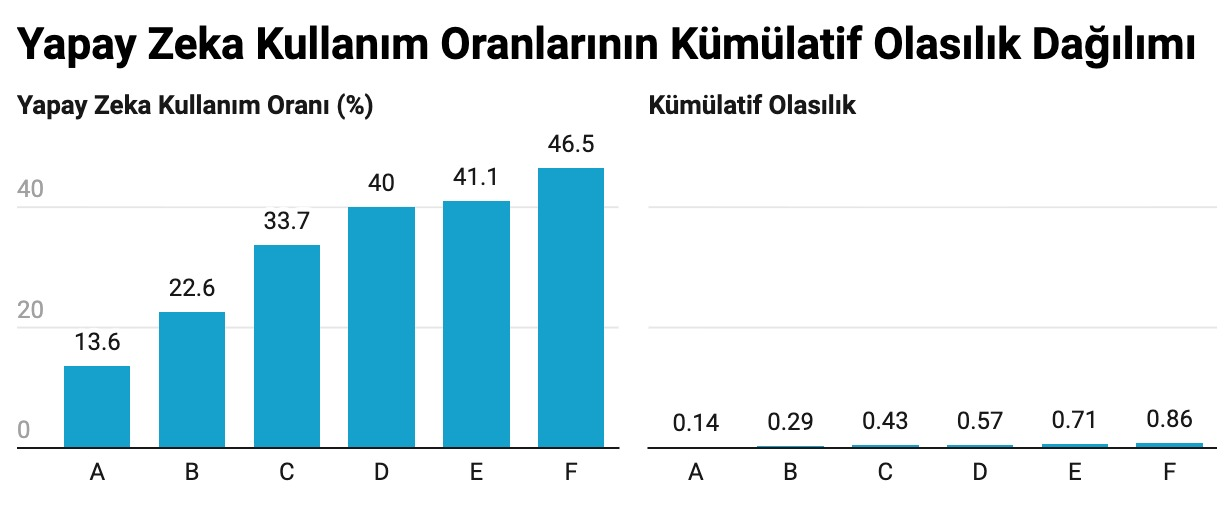 Yapay Zeka Kullanım Oranlarının Kümülatif Olasılık Dağılımı
Yapay Zeka Kullanım Oranı (%)
46.5
41.1
40
40
33.7
22.6
20
13.6
0
A B C D E F
Kümülatif Olasılık
0.14 0.29 0.43 0.57 0.71 0.86
A B C D E F